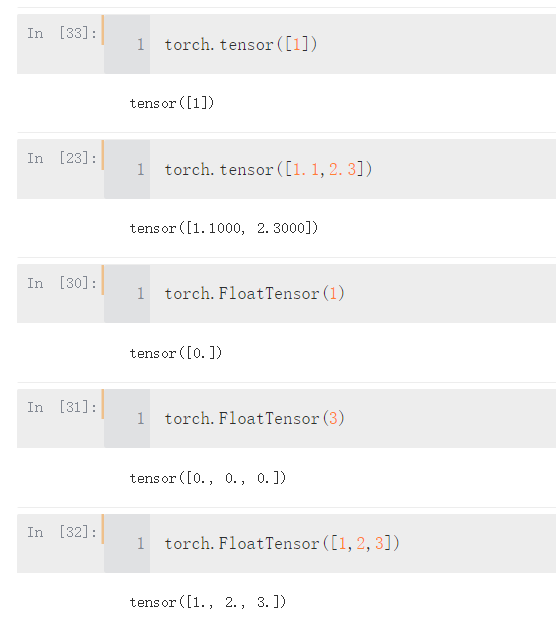 In [33]: 1 torch.tensor([1])
tensor([1])
In [23]: 1 torch.tensor([1.1,2.3])
tensor([1.1000, 2.3000])
In [30]: 1 torch.FloatTensor(1)
tensor([0.])
In [31]: 1 torch.FloatTensor(3)
tensor([0., 0., 0.])
In [32]: 1 torch.FloatTensor([1,2,3])
tensor([1., 2., 3.])